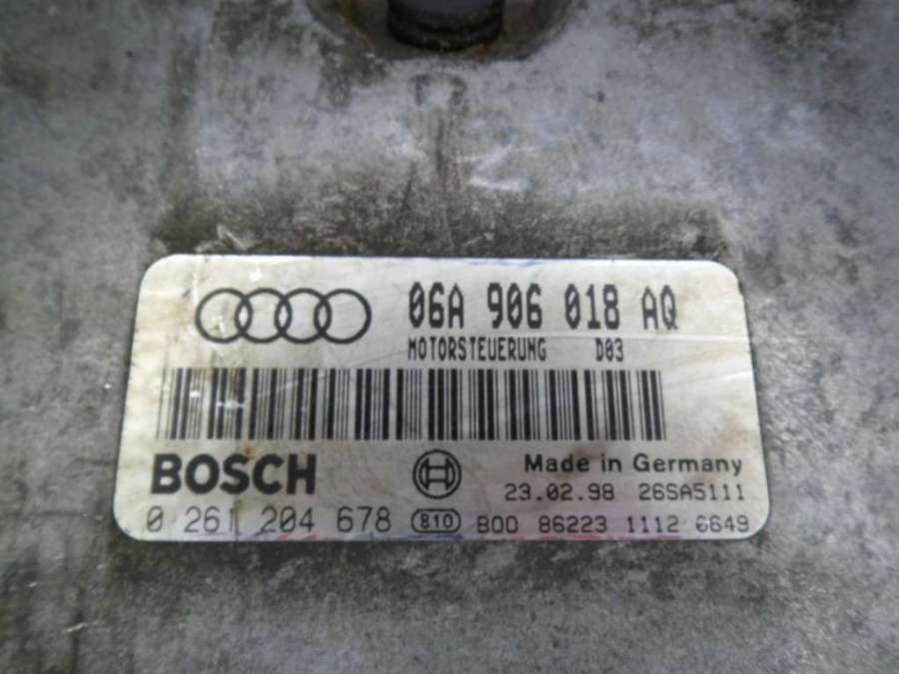 06A 906 018 AQ
MOTORSTEUERUNG D03
BOSCH
Made in Germany
23.02.98 26SA5111
0 261 204 678 810 B00 86223 1112 6649